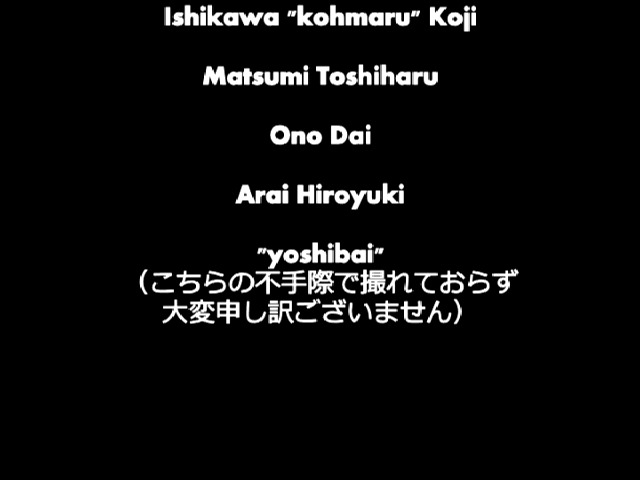 Ishikawa "kohmaru" Koji
Matsumi Toshiharu
Ono Dai
Arai Hiroyuki
"yoshibai"
（こちらの不手際で撮れておらず
大変申し訳ございません）